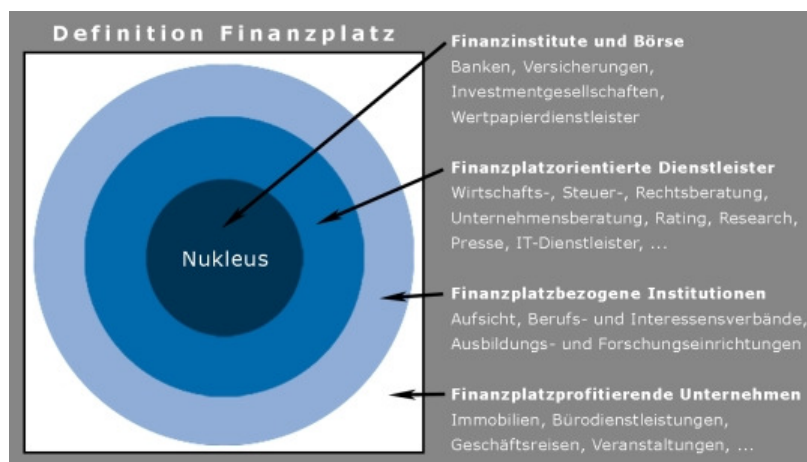 Definition Finanzplatz
Nukleus
Finanzinstitute und Börse
Banken, Versicherungen,
Investmentgesellschaften,
Wertpapierdienstleister
Finanzplatzorientierte Dienstleister
Wirtschafts-, Steuer-, Rechtsberatung,
Unternehmensberatung, Rating, Research,
Presse, IT-Dienstleister, ...
Finanzplatzbezogene Institutionen
Aufsicht, Berufs- und Interessensverbände,
Ausbildungs- und Forschungseinrichtungen
Finanzplatzprofitierende Unternehmen
Immobilien, Bürodienstleistungen,
Geschäftsreisen, Veranstaltungen, ...